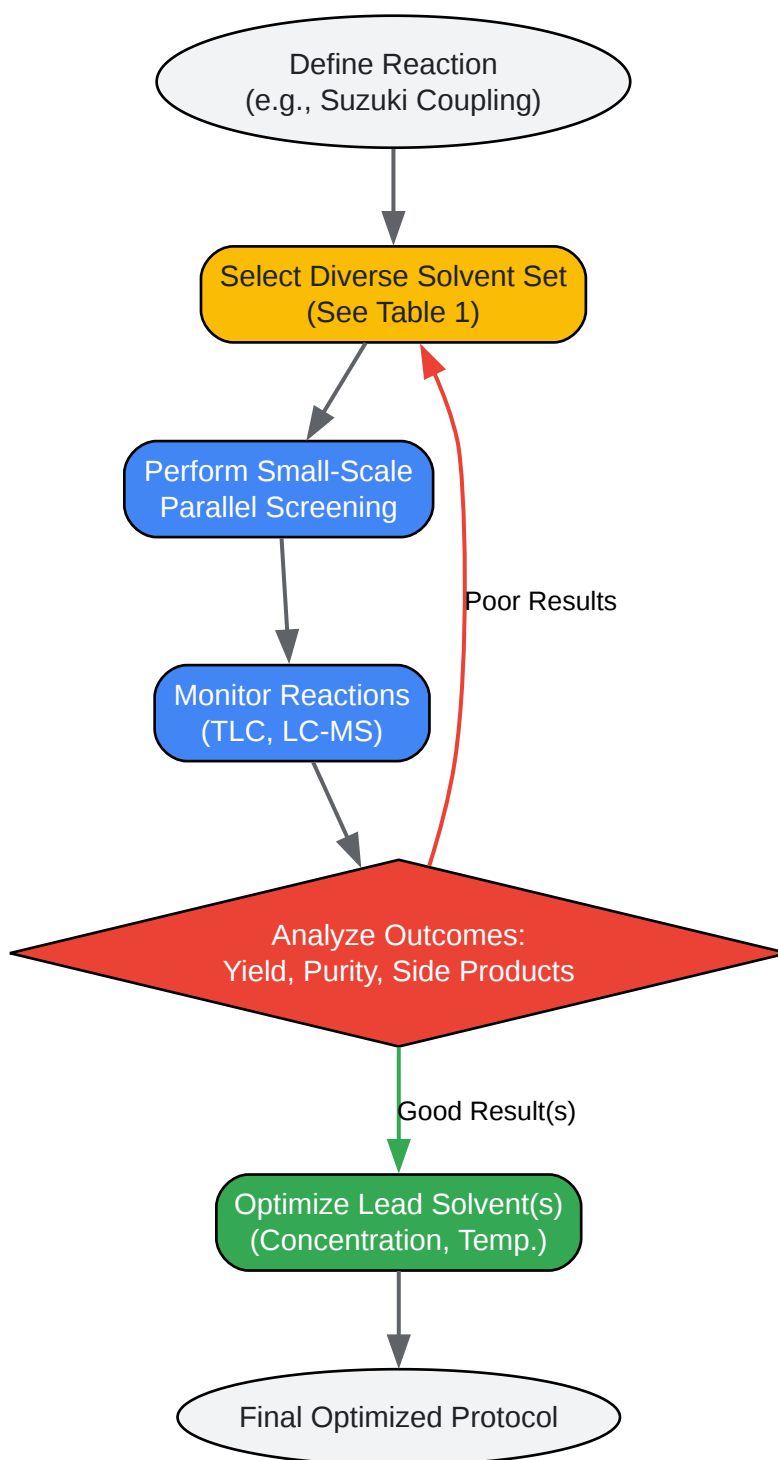 Define Reaction
(e.g., Suzuki Coupling)
Select Diverse Solvent Set
(See Table 1)
Perform Small-Scale
Parallel Screening
Poor Results
Monitor Reactions
(TLC, LC-MS)
Analyze Outcomes:
Yield, Purity, Side Products
Good Result(s)
Optimize Lead Solvent(s)
(Concentration, Temp.)
Final Optimized Protocol